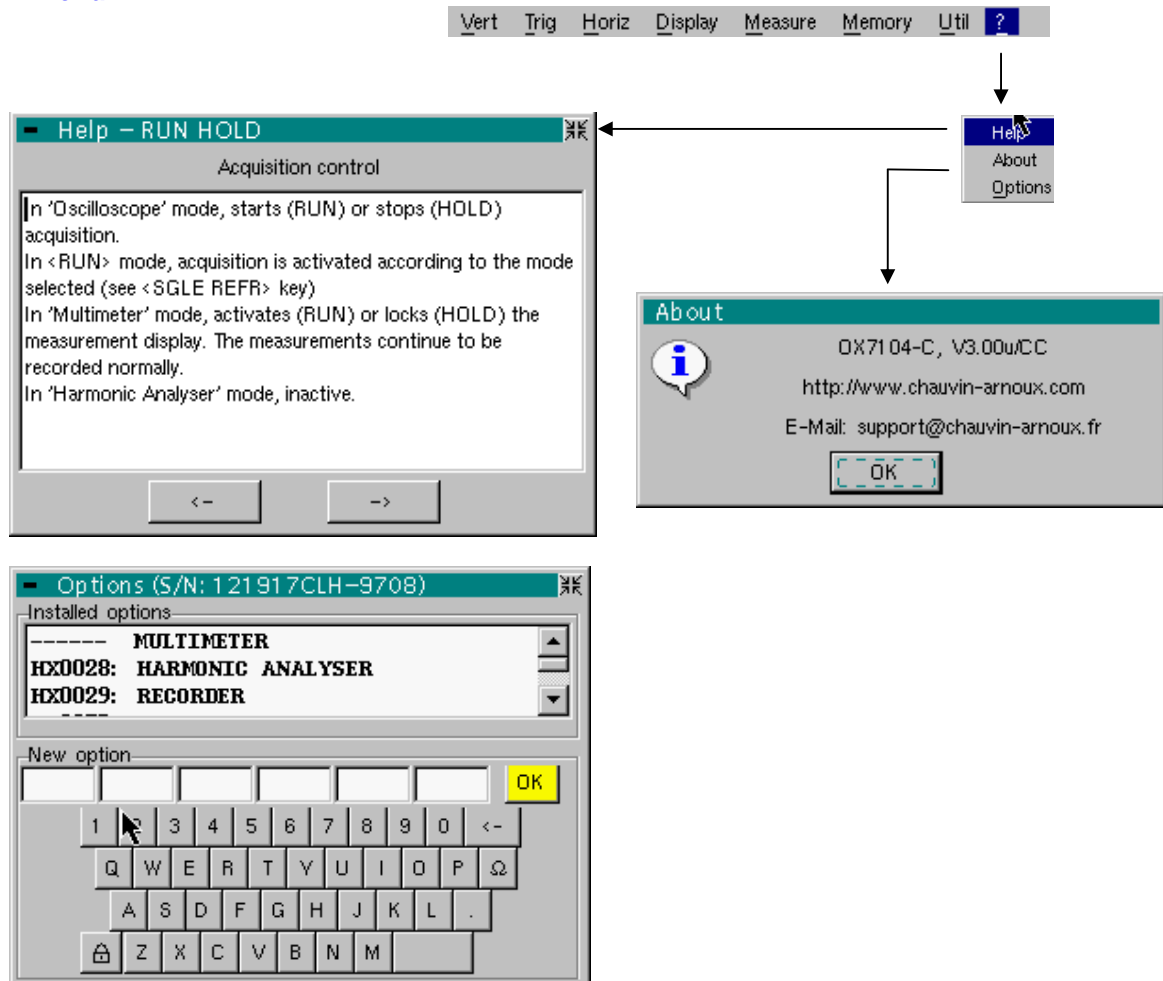 Vert Trig Horiz Display Measure Memory Util ?
Help
About
Options
Help – RUN HOLD
Acquisition control
In 'Oscilloscope' mode, starts (RUN) or stops (HOLD)
acquisition.
In <RUN> mode, acquisition is activated according to the mode
selected (see <SGLE REFR> key)
In 'Multimeter' mode, activates (RUN) or locks (HOLD) the
measurement display. The measurements continue to be
recorded normally.
In 'Harmonic Analyser' mode, inactive.
<- ->
About
OX7104-C, V3.00u/CC
http://www.chauvin-arnoux.com
E-Mail: support@chauvin-arnoux.fr
OK
Options (S/N: 121917CLH-9708)
Installed options
------ MULTIMETER
HX0028: HARMONIC ANALYSER
HX0029: RECORDER
New option
OK
1 2 3 4 5 6 7 8 9 0 <-
Q W E R T Y U I O P Ω
A S D F G H J K L .
Z X C V B N M